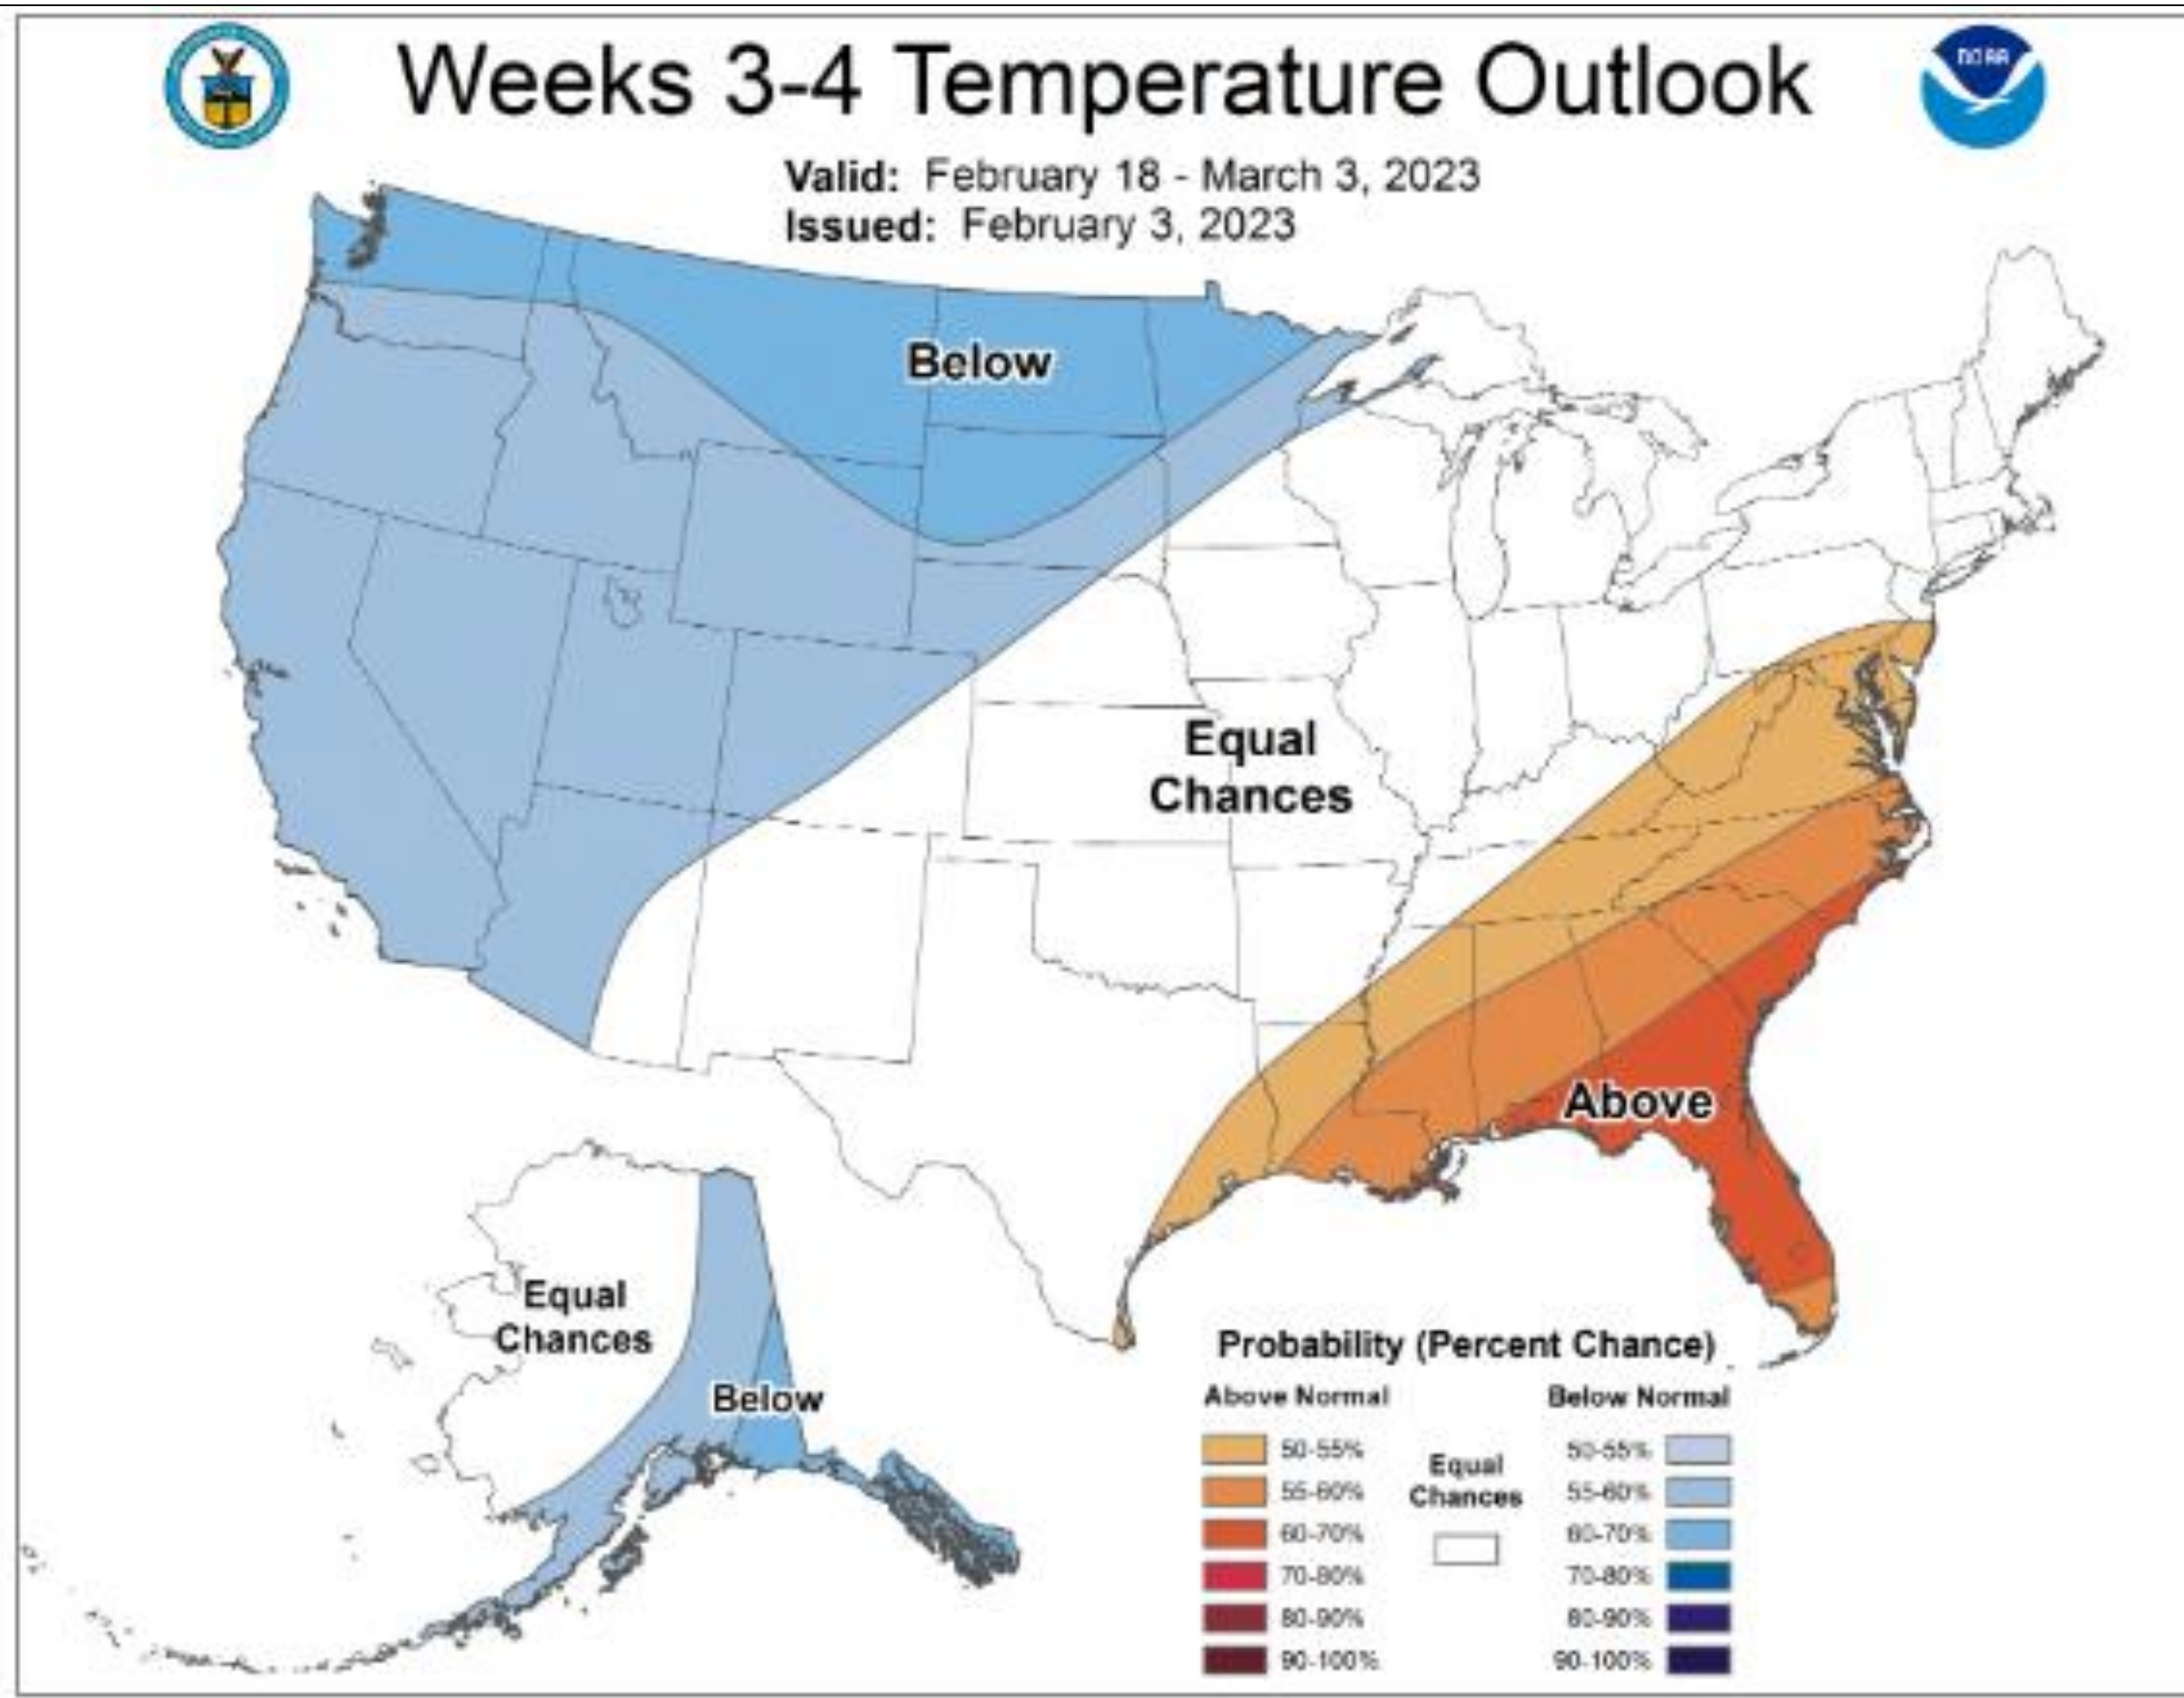 Weeks 3-4 Temperature Outlook
noaa
Valid: February 18 - March 3, 2023
Issued: February 3, 2023
Below
Equal
Chances
Above
Equal
Chances
Below
Probability (Percent Chance)
Above Normal
Below Normal
50-55%
55-60%
60-70%
70-80%
80-90%
90-100%
Equal
Chances
50-55%
55-60%
60-70%
70-80%
80-90%
90-100%